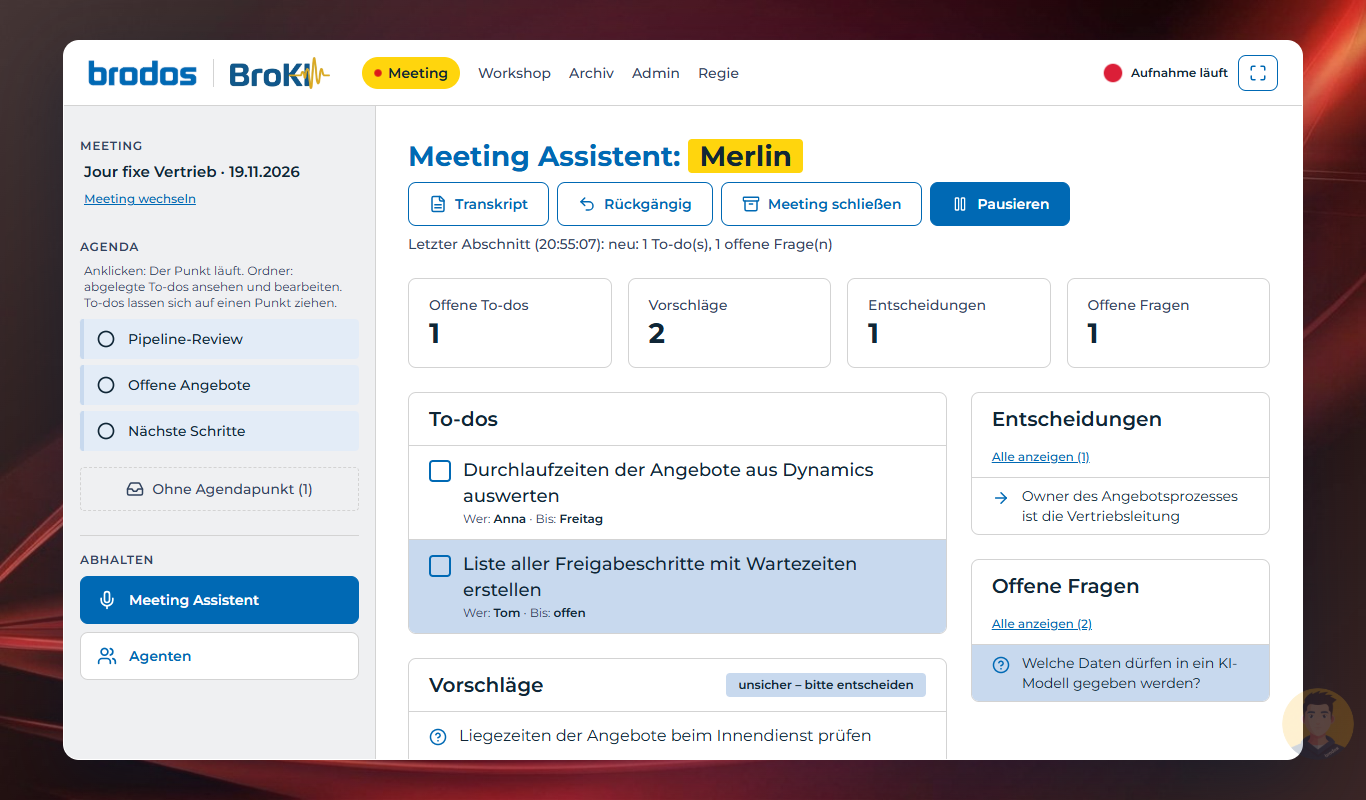 brodos
BroKI
Meeting
Workshop
Archiv
Admin
Regie
Aufnahme läuft
MEETING
Jour fixe Vertrieb · 19.11.2026
Meeting wechseln
AGENDA
Anklicken: Der Punkt läuft. Ordner:
abgelegte To-dos ansehen und bearbeiten.
To-dos lassen sich auf einen Punkt ziehen.
Pipeline-Review
Offene Angebote
Nächste Schritte
Ohne Agendapunkt (1)
ABHALTEN
Meeting Assistent
Agenten
Meeting Assistent: Merlin
Transkript
Rückgängig
Meeting schließen
Pausieren
Letzter Abschnitt (20:55:07): neu: 1 To-do(s), 1 offene Frage(n)
Offene To-dos
1
Vorschläge
2
Entscheidungen
1
Offene Fragen
1
To-dos
Durchlaufzeiten der Angebote aus Dynamics
auswerten
Wer: Anna · Bis: Freitag
Liste aller Freigabeschritte mit Wartezeiten
erstellen
Wer: Tom · Bis: offen
Vorschläge
unsicher – bitte entscheiden
Liegezeiten der Angebote beim Innendienst prüfen
Entscheidungen
Alle anzeigen (1)
Owner des Angebotsprozesses
ist die Vertriebsleitung
Offene Fragen
Alle anzeigen (2)
Welche Daten dürfen in ein KI-
Modell gegeben werden?